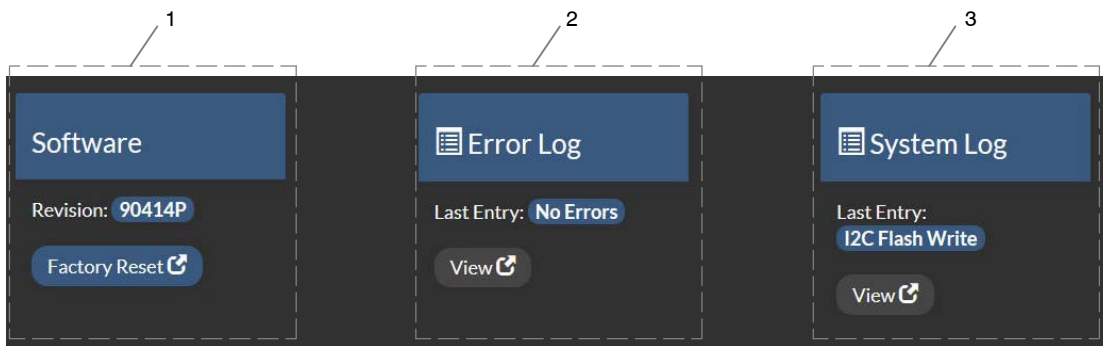 1
2
3
Software
Revision: 90414P
Factory Reset
Error Log
Last Entry: No Errors
View
System Log
Last Entry:
I2C Flash Write
View